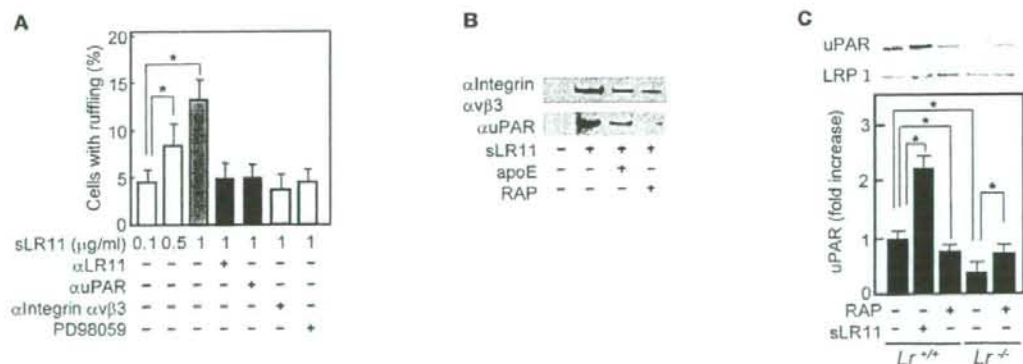 A
Cells with ruffling (%)
20
15
10
5
0
*
*
sLR11 (μg/ml) 0.1 0.5 1 1 1 1 1
αLR11 – – – + – – –
αuPAR – – – – + – –
αIntegrin αvβ3 – – – – – + –
PD98059 – – – – – – +
B
αIntegrin
αvβ3
αuPAR
sLR11 – + + +
apoE – – + –
RAP – – – +
C
uPAR
LRP 1
uPAR (fold increase)
3
2
1
0
*
*
*
*
RAP – – + – +
sLR11 – + – – –
Lr +/+ Lr -/-